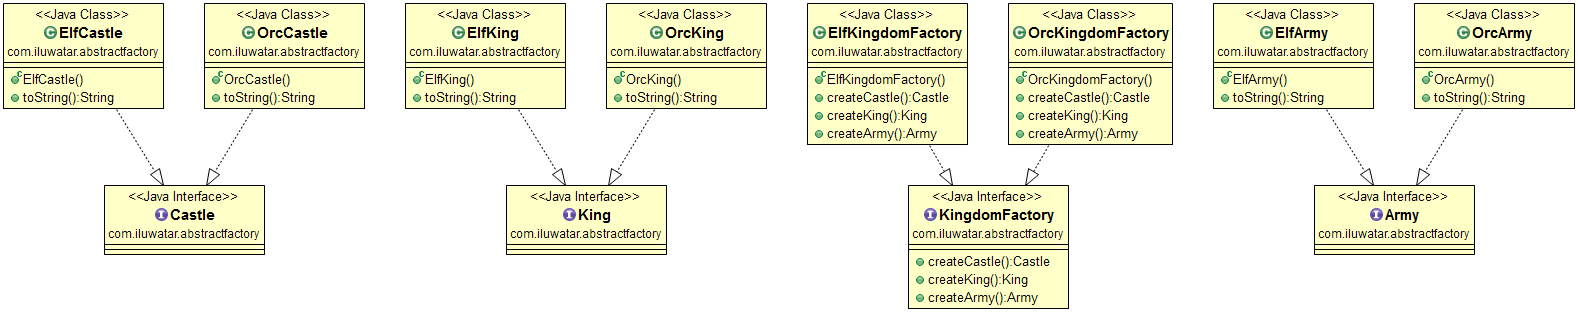 <<Java Class>>
ElfCastle
com.iluwatar.abstractfactory
ElfCastle()
toString():String
<<Java Class>>
OrcCastle
com.iluwatar.abstractfactory
OrcCastle()
toString():String
<<Java Interface>>
Castle
com.iluwatar.abstractfactory
<<Java Class>>
ElfKing
com.iluwatar.abstractfactory
ElfKing()
toString():String
<<Java Class>>
OrcKing
com.iluwatar.abstractfactory
OrcKing()
toString():String
<<Java Interface>>
King
com.iluwatar.abstractfactory
<<Java Class>>
ElfKingdomFactory
com.iluwatar.abstractfactory
ElfKingdomFactory()
createCastle():Castle
createKing():King
createArmy():Army
<<Java Class>>
OrcKingdomFactory
com.iluwatar.abstractfactory
OrcKingdomFactory()
createCastle():Castle
createKing():King
createArmy():Army
<<Java Interface>>
KingdomFactory
com.iluwatar.abstractfactory
createCastle():Castle
createKing():King
createArmy():Army
<<Java Class>>
ElfArmy
com.iluwatar.abstractfactory
ElfArmy()
toString():String
<<Java Class>>
OrcArmy
com.iluwatar.abstractfactory
OrcArmy()
toString():String
<<Java Interface>>
Army
com.iluwatar.abstractfactory